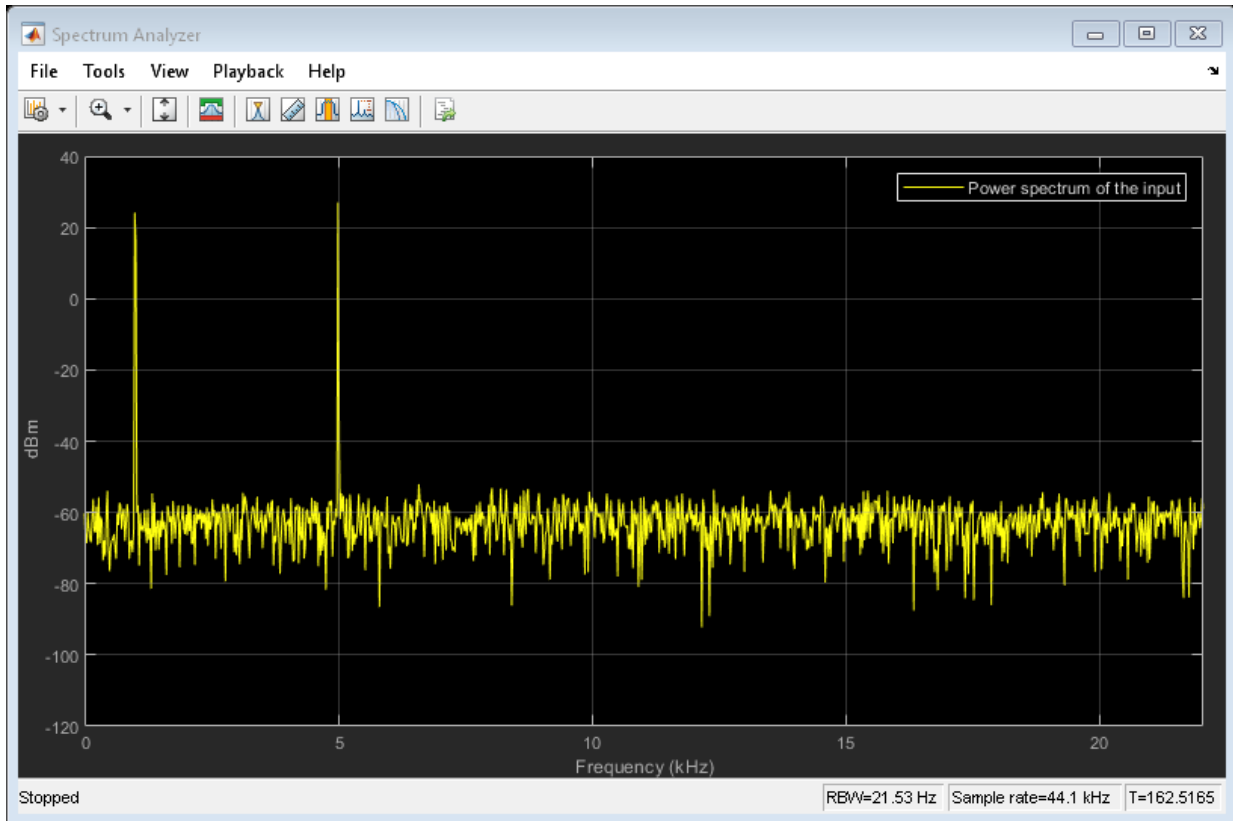 Spectrum Analyzer
File Tools View Playback Help
40
20
0
-20
-40
-60
-80
-100
-120
dBm
Power spectrum of the input
0 5 10 15 20
Frequency (kHz)
Stopped RBW=21.53 Hz Sample rate=44.1 kHz T=162.5165